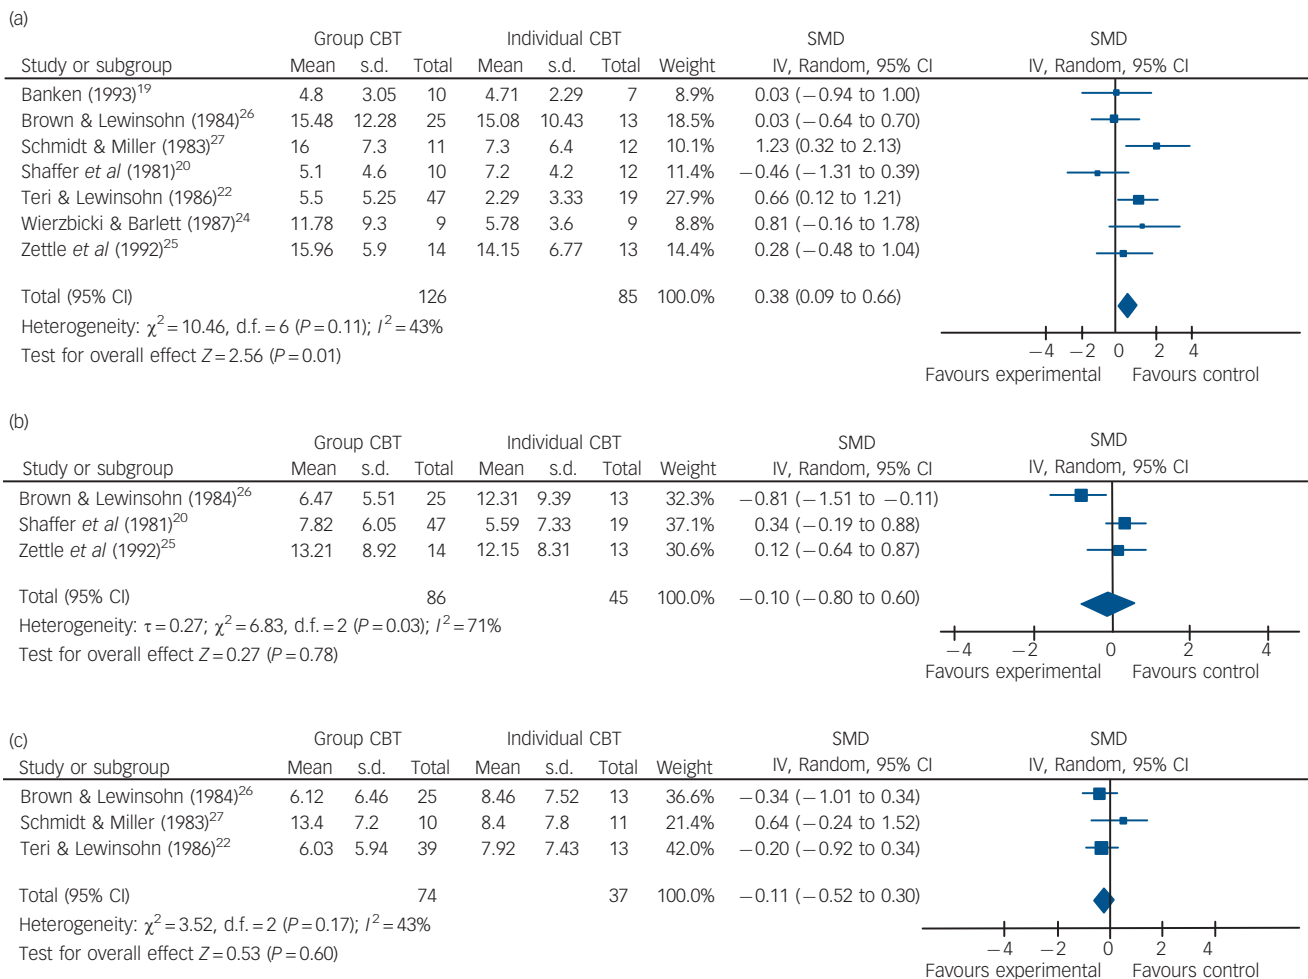 (a)
Group CBT Individual CBT SMD SMD
Study or subgroup Mean s.d. Total Mean s.d. Total Weight IV, Random, 95% CI IV, Random, 95% CI
Banken (1993)19 4.8 3.05 10 4.71 2.29 7 8.9% 0.03 (−0.94 to 1.00)
Brown & Lewinsohn (1984)26 15.48 12.28 25 15.08 10.43 13 18.5% 0.03 (−0.64 to 0.70)
Schmidt & Miller (1983)27 16 7.3 11 7.3 6.4 12 10.1% 1.23 (0.32 to 2.13)
Shaffer et al (1981)20 5.1 4.6 10 7.2 4.2 12 11.4% −0.46 (−1.31 to 0.39)
Teri & Lewinsohn (1986)22 5.5 5.25 47 2.29 3.33 19 27.9% 0.66 (0.12 to 1.21)
Wierzbicki & Barlett (1987)24 11.78 9.3 9 5.78 3.6 9 8.8% 0.81 (−0.16 to 1.78)
Zettle et al (1992)25 15.96 5.9 14 14.15 6.77 13 14.4% 0.28 (−0.48 to 1.04)
Total (95% CI) 126 85 100.0% 0.38 (0.09 to 0.66)
Heterogeneity: χ2 = 10.46, d.f. = 6 (P = 0.11); I2 = 43%
Test for overall effect Z = 2.56 (P = 0.01)
−4 −2 0 2 4
Favours experimental Favours control
(b)
Group CBT Individual CBT SMD SMD
Study or subgroup Mean s.d. Total Mean s.d. Total Weight IV, Random, 95% CI IV, Random, 95% CI
Brown & Lewinsohn (1984)26 6.47 5.51 25 12.31 9.39 13 32.3% −0.81 (−1.51 to −0.11)
Shaffer et al (1981)20 7.82 6.05 47 5.59 7.33 19 37.1% 0.34 (−0.19 to 0.88)
Zettle et al (1992)25 13.21 8.92 14 12.15 8.31 13 30.6% 0.12 (−0.64 to 0.87)
Total (95% CI) 86 45 100.0% −0.10 (−0.80 to 0.60)
Heterogeneity: τ = 0.27; χ2 = 6.83, d.f. = 2 (P = 0.03); I2 = 71%
Test for overall effect Z = 0.27 (P = 0.78)
−4 −2 0 2 4
Favours experimental Favours control
(c)
Group CBT Individual CBT SMD SMD
Study or subgroup Mean s.d. Total Mean s.d. Total Weight IV, Random, 95% CI IV, Random, 95% CI
Brown & Lewinsohn (1984)26 6.12 6.46 25 8.46 7.52 13 36.6% −0.34 (−1.01 to 0.34)
Schmidt & Miller (1983)27 13.4 7.2 10 8.4 7.8 11 21.4% 0.64 (−0.24 to 1.52)
Teri & Lewinsohn (1986)22 6.03 5.94 39 7.92 7.43 13 42.0% −0.20 (−0.92 to 0.34)
Total (95% CI) 74 37 100.0% −0.11 (−0.52 to 0.30)
Heterogeneity: χ2 = 3.52, d.f. = 2 (P = 0.17); I2 = 43%
Test for overall effect Z = 0.53 (P = 0.60)
−4 −2 0 2 4
Favours experimental Favours control